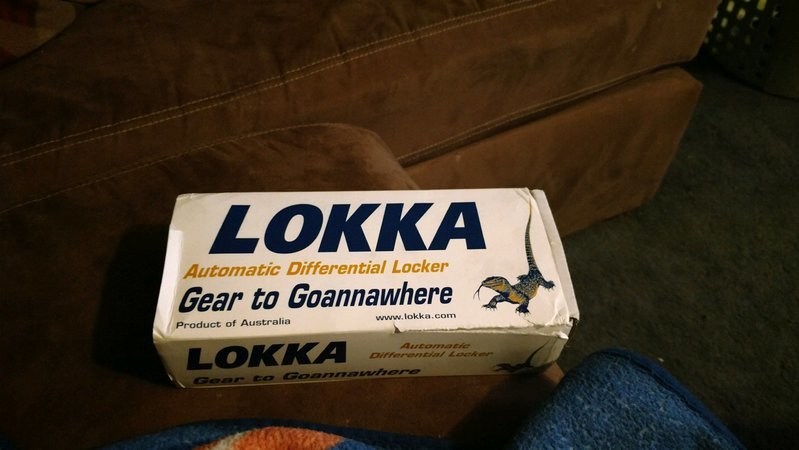 LOKKA
Automatic Differential Locker
Gear to Goannawhere
Product of Australia
www.lokka.com
LOKKA
Automatic
Differential Locker
Gear to Goannawhere